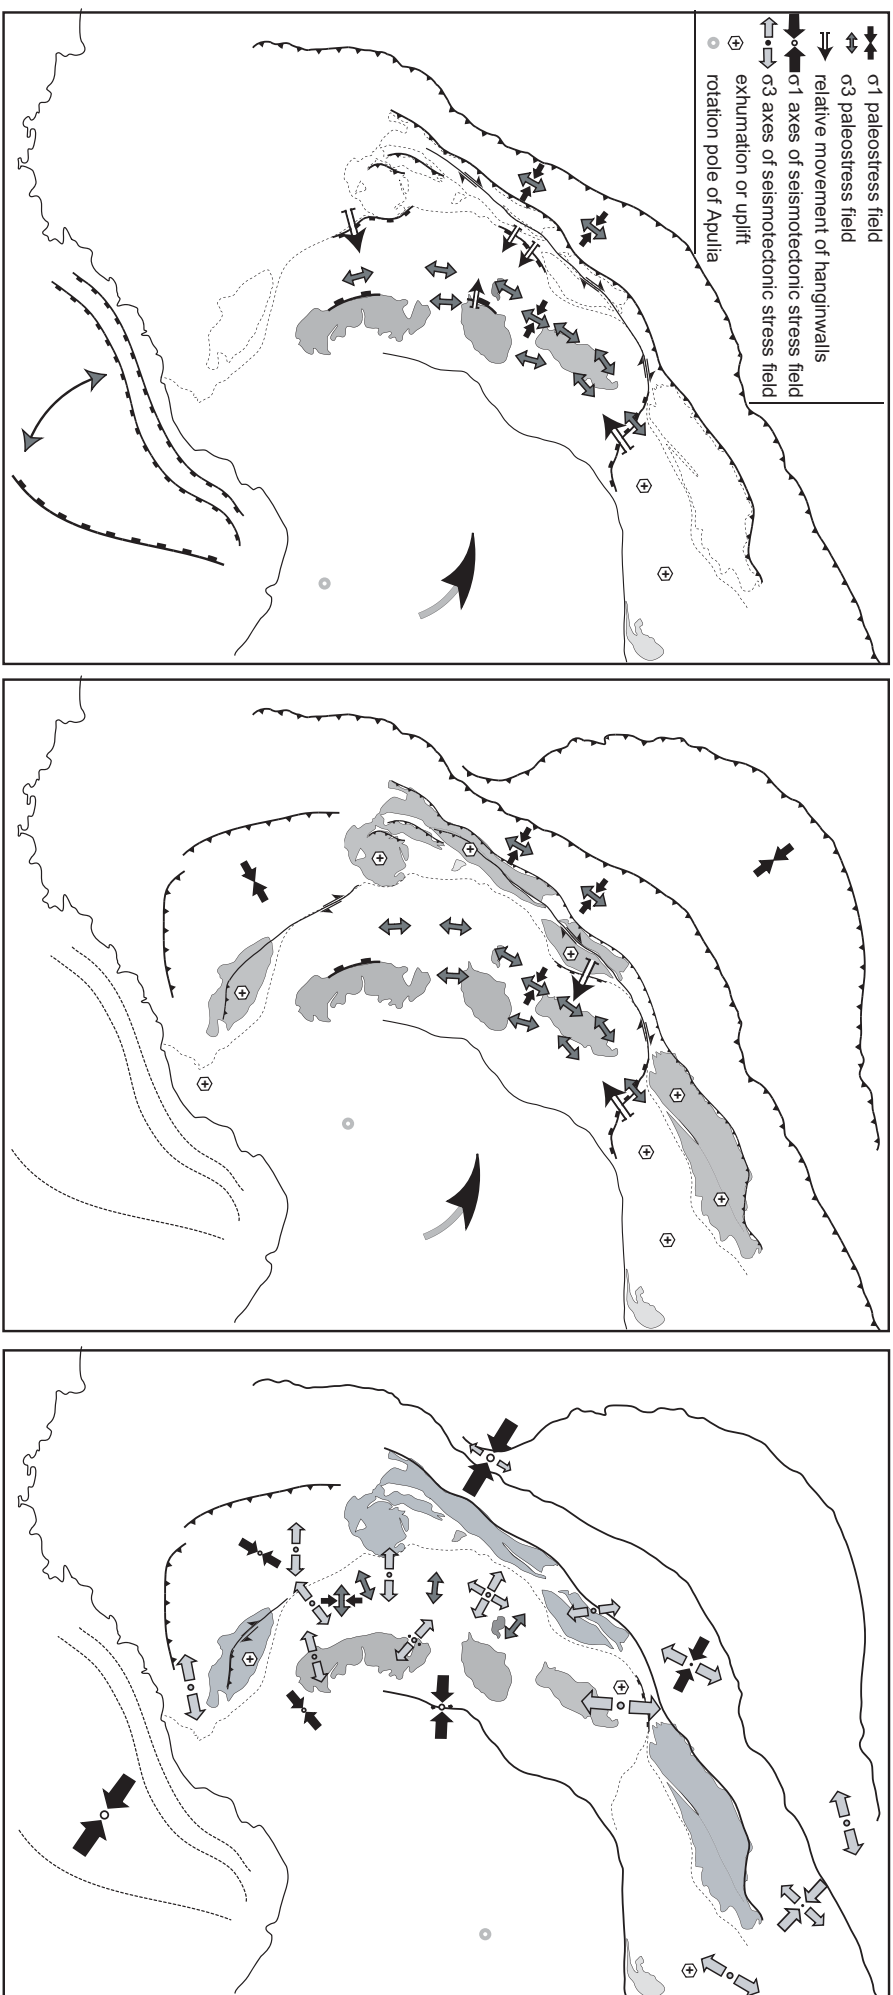 σ1 paleostress field
σ3 paleostress field
relative movement of hanginwalls
σ1 axes of seismotectonic stress field
σ3 axes of seismotectonic stress field
exhumation or uplift
rotation pole of Apulia